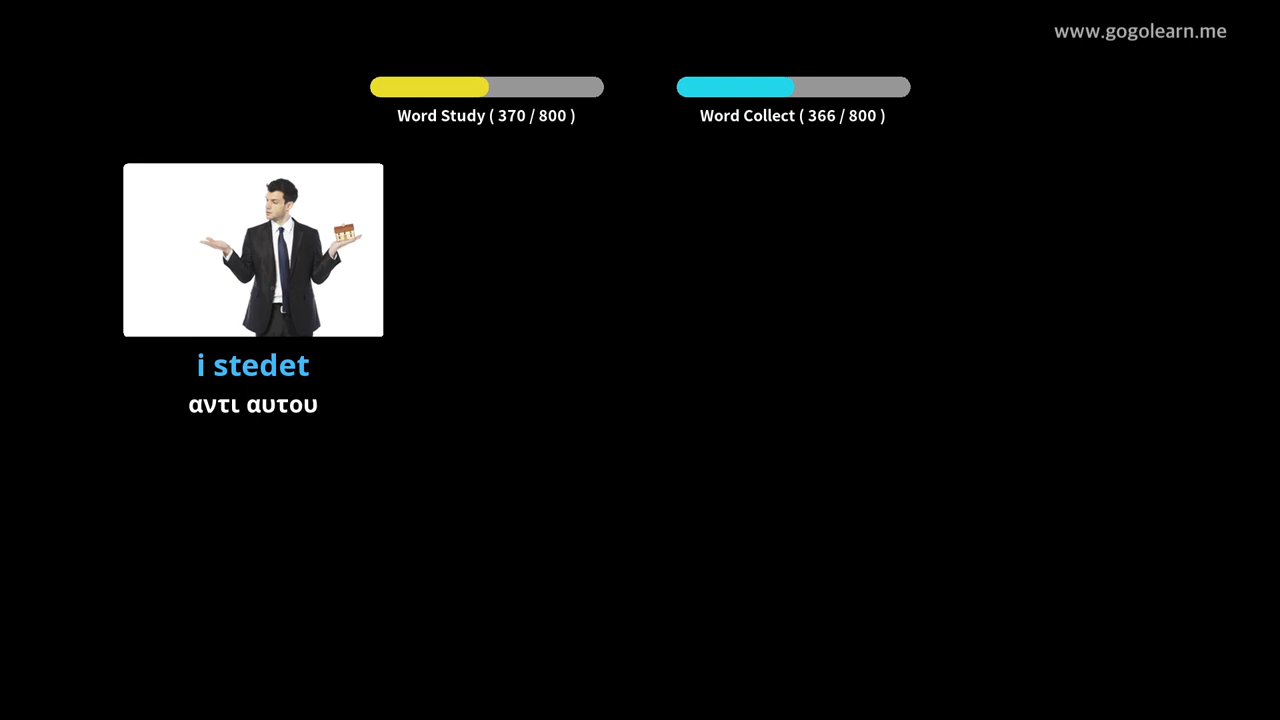 www.gogolearn.me
Word Study ( 370 / 800 )
Word Collect ( 366 / 800 )
i stedet
αντι αυτου